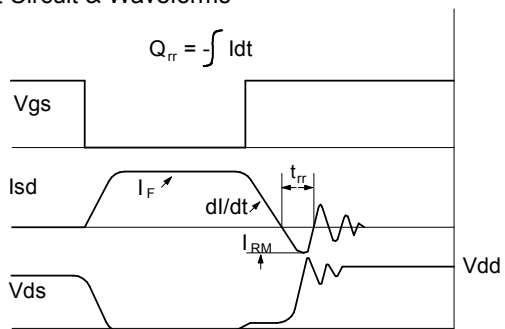 Circuit & Waveforms
Qrr = -∫ Idt
Vgs
Isd
IF
dI/dt
trr
IRM
Vds
Vdd